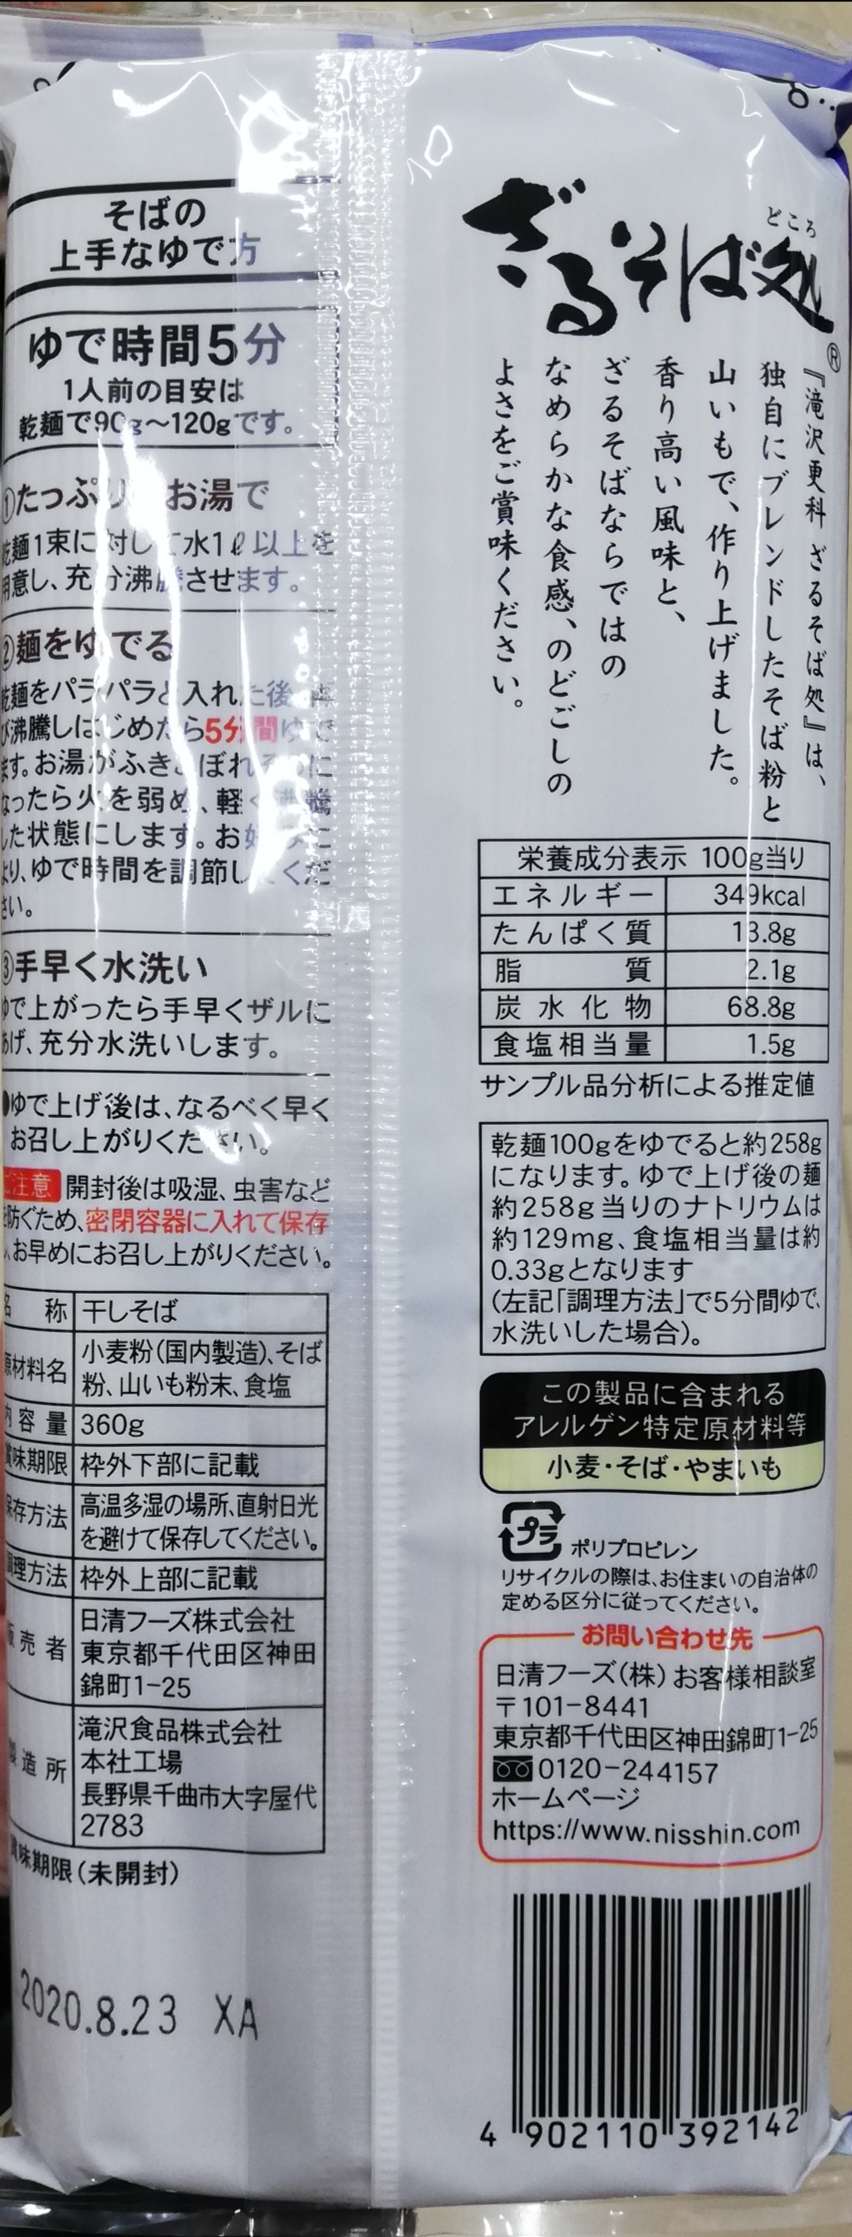 そばの
上手なゆで方
ゆで時間5分
1人前の目安は
乾麺で90g～120gです。
①たっぷり お湯で
乾麺1束に対して水1ℓ以上を
用意し、充分沸騰させます。
②麺をゆでる
乾麺をパラパラと入れた後、再
び沸騰しはじめたら5分間ゆで
ます。お湯がふきこぼれ
なったら火を弱め、軽く沸騰
した状態にします。お好みに
より、ゆで時間を調節してくだ
さい。
③手早く水洗い
ゆで上がったら手早くザルに
あげ、充分水洗いします。
●ゆで上げ後は、なるべく早く
お召し上がりください。
ご注意 開封後は吸湿、虫害など
を防ぐため、密閉容器に入れて保存
し、お早めにお召し上がりください。
名称 干しそば
原材料名 小麦粉(国内製造)、そば
粉、山いも粉末、食塩
内容量 360g
賞味期限 枠外下部に記載
保存方法 高温多湿の場所、直射日光
を避けて保存してください。
調理方法 枠外上部に記載
販売者 日清フーズ株式会社
東京都千代田区神田
錦町1-25
製造所 滝沢食品株式会社
本社工場
長野県千曲市大字屋代
2783
賞味期限(未開封)
2020.8.23 XA
どころ
ざるそば処®
『滝沢更科 ざるそば処』は、
独自にブレンドしたそば粉と
山いもで、作り上げました。
香り高い風味と、
ざるそばならではの
なめらかな食感、のどごしの
よさをご賞味ください。
栄養成分表示 100g当り
エネルギー 349kcal
たんぱく質 13.8g
脂質 2.1g
炭水化物 68.8g
食塩相当量 1.5g
サンプル品分析による推定値
乾麺100gをゆでると約258g
になります。ゆで上げ後の麺
約258g当りのナトリウムは
約129mg、食塩相当量は約
0.33gとなります
(左記「調理方法」で5分間ゆで、
水洗いした場合)。
この製品に含まれる
アレルゲン特定原材料等
小麦・そば・やまいも
プラ ポリプロピレン
リサイクルの際は、お住まいの自治体の
定める区分に従ってください。
お問い合わせ先
日清フーズ(株)お客様相談室
〒101-8441
東京都千代田区神田錦町1-25
0120-244157
ホームページ
https://www.nisshin.com
4 902110 392142